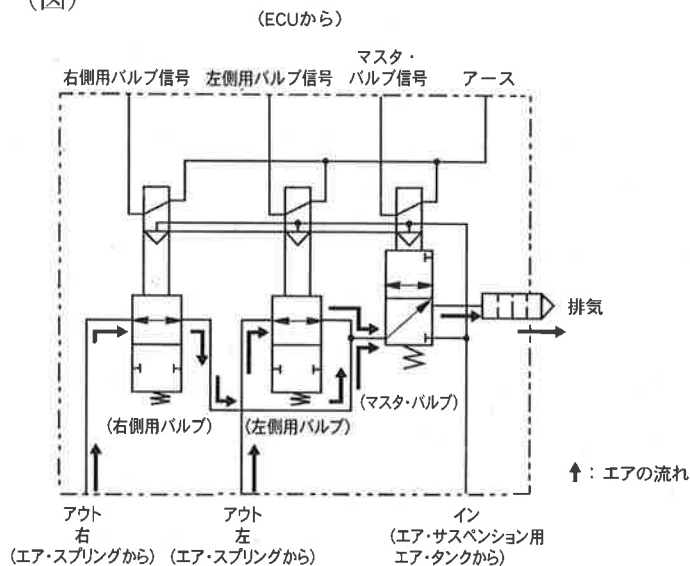 (図)
(ECUから)
マスタ・
右側用バルブ信号 左側用バルブ信号 バルブ信号 アース
排気
(右側用バルブ) (左側用バルブ) (マスタ・バルブ)
:エアの流れ
アウト
右
(エア・スプリングから)
アウト
左
(エア・スプリングから)
イン
(エア・サスペンション用
エア・タンクから)